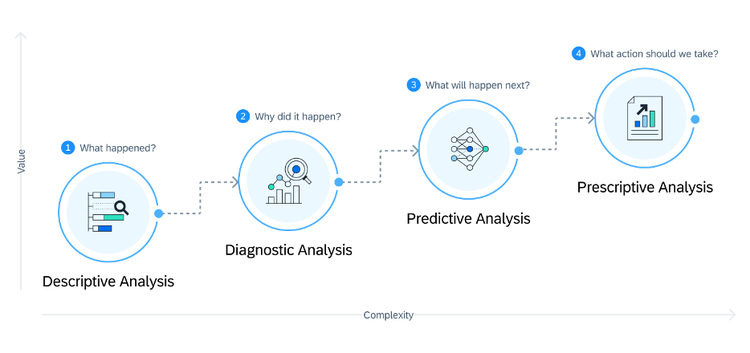 1 What happened?
Descriptive Analysis
2 Why did it happen?
Diagnostic Analysis
3 What will happen next?
Predictive Analysis
4 What action should we take?
Prescriptive Analysis
Value
Complexity